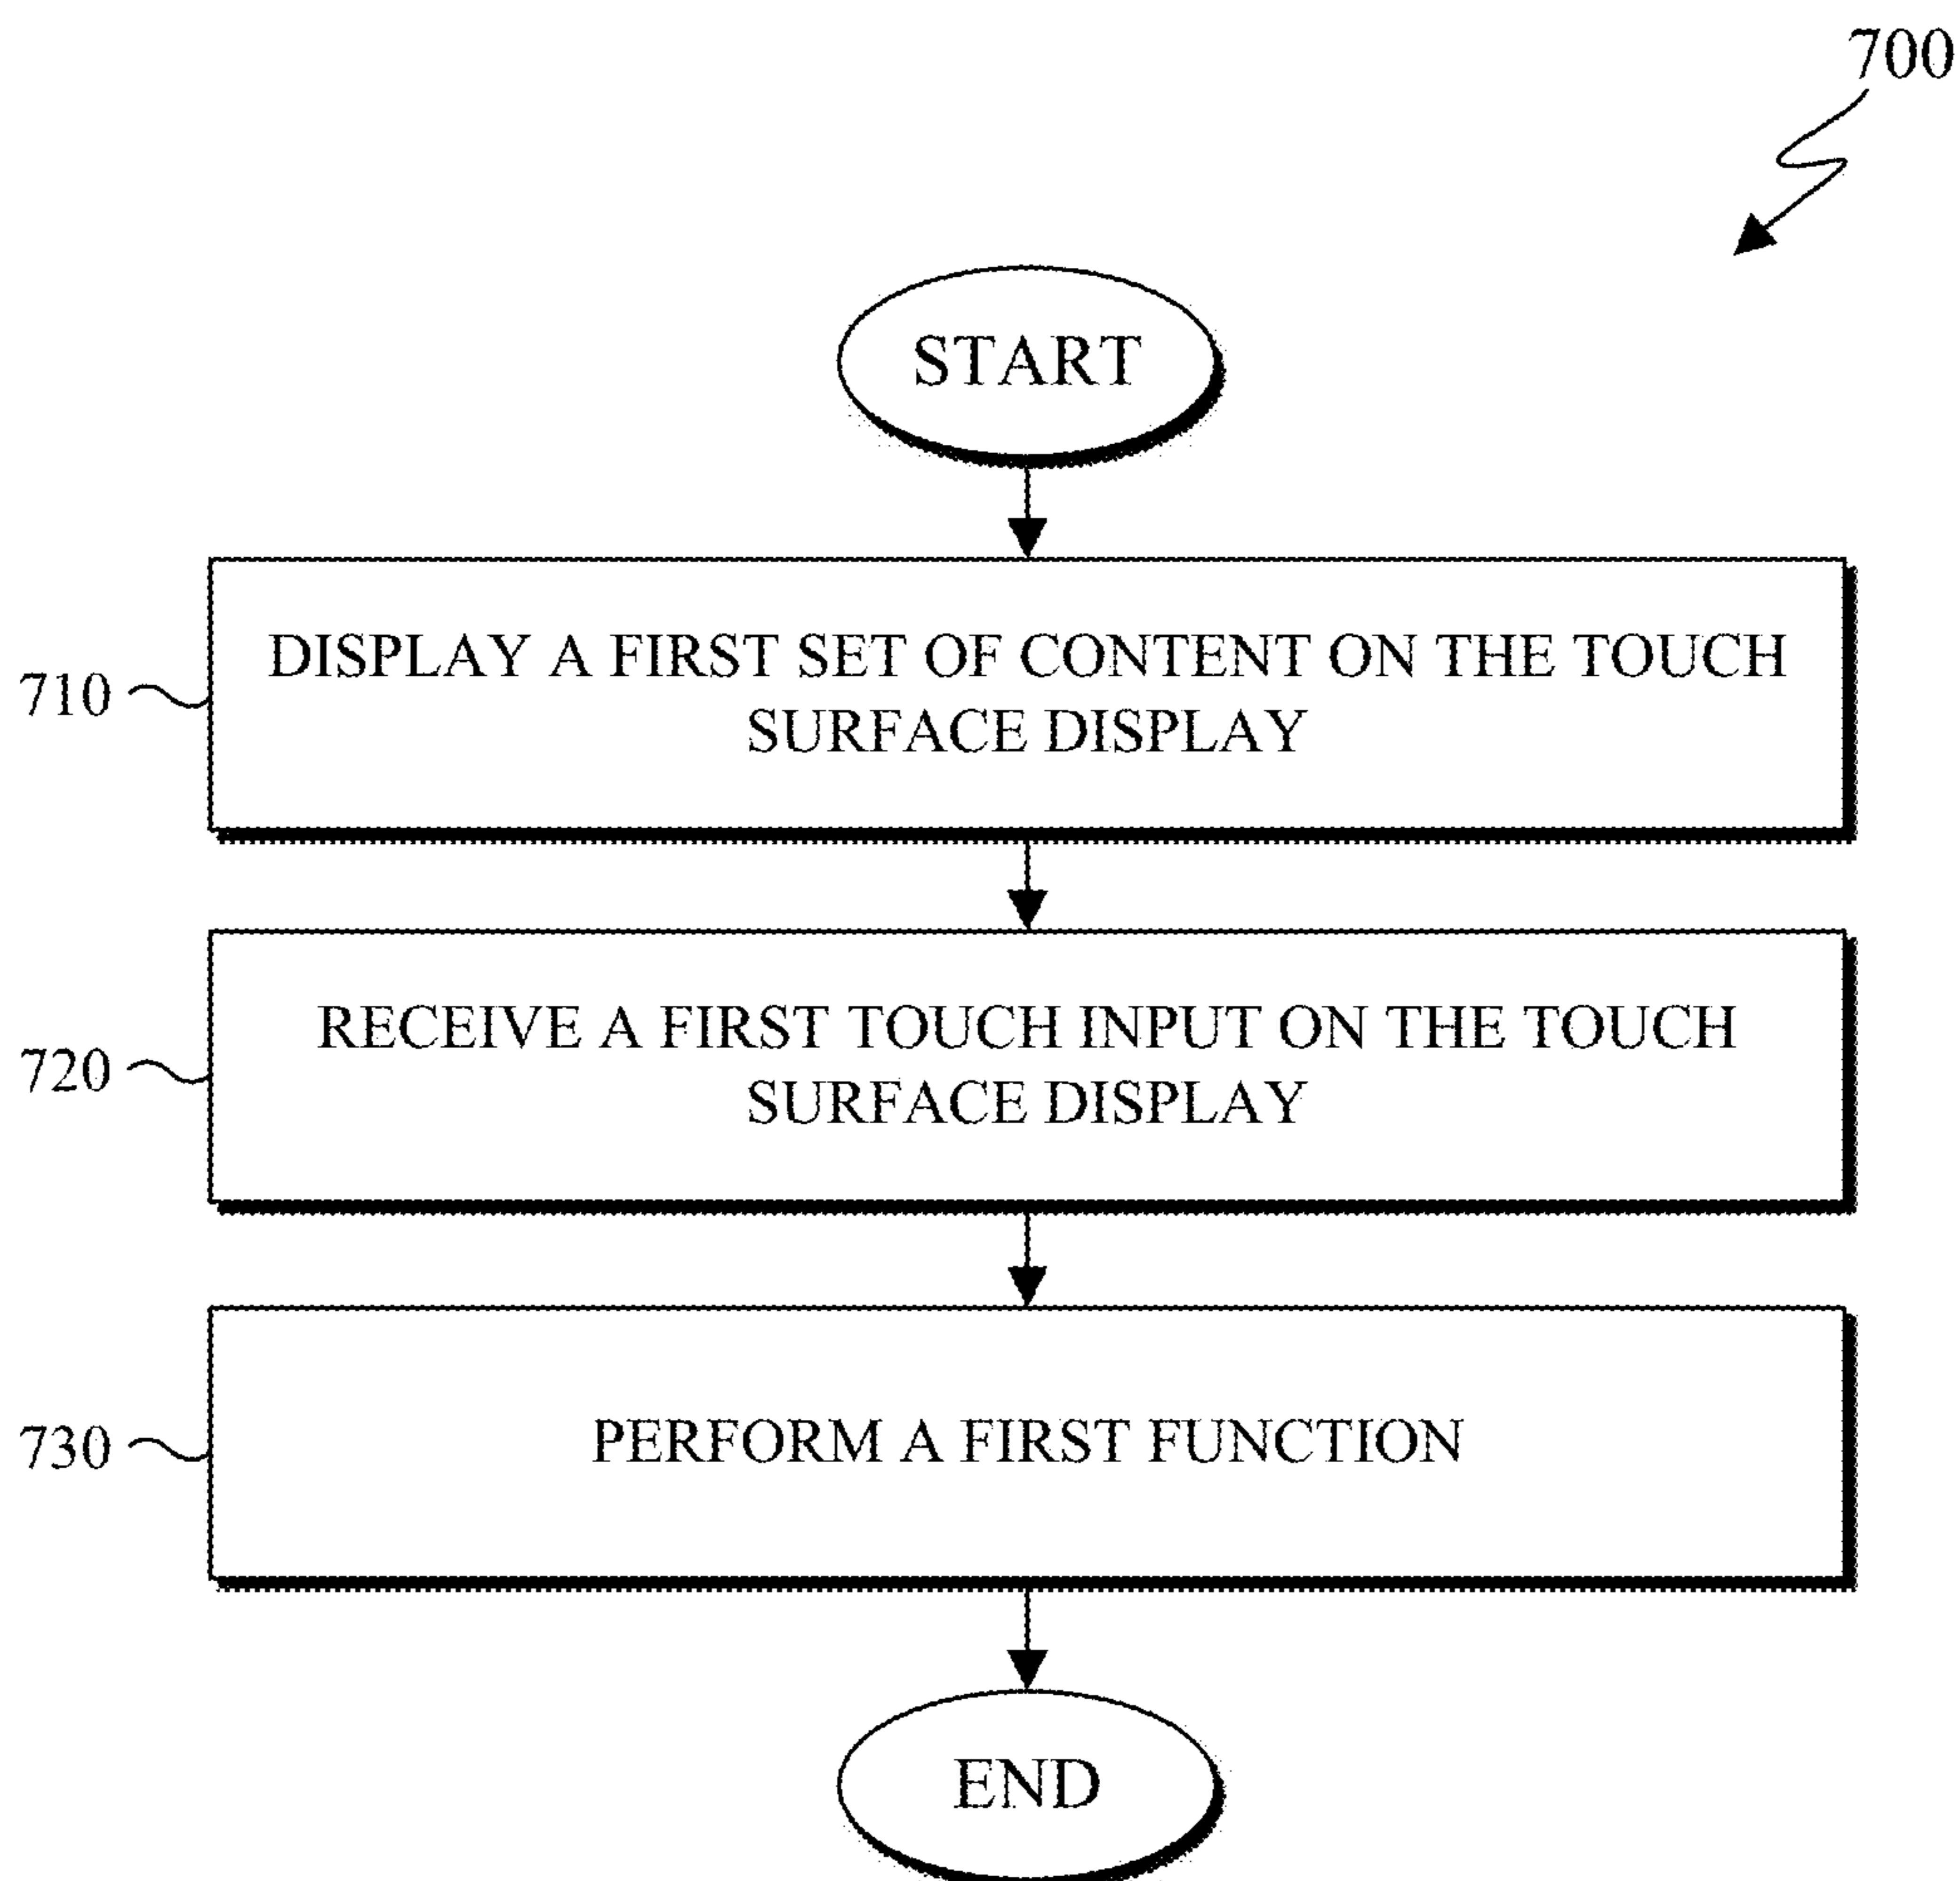 700
START
DISPLAY A FIRST SET OF CONTENT ON THE TOUCH
SURFACE DISPLAY
710
RECEIVE A FIRST TOUCH INPUT ON THE TOUCH
SURFACE DISPLAY
720
PERFORM A FIRST FUNCTION
730
END